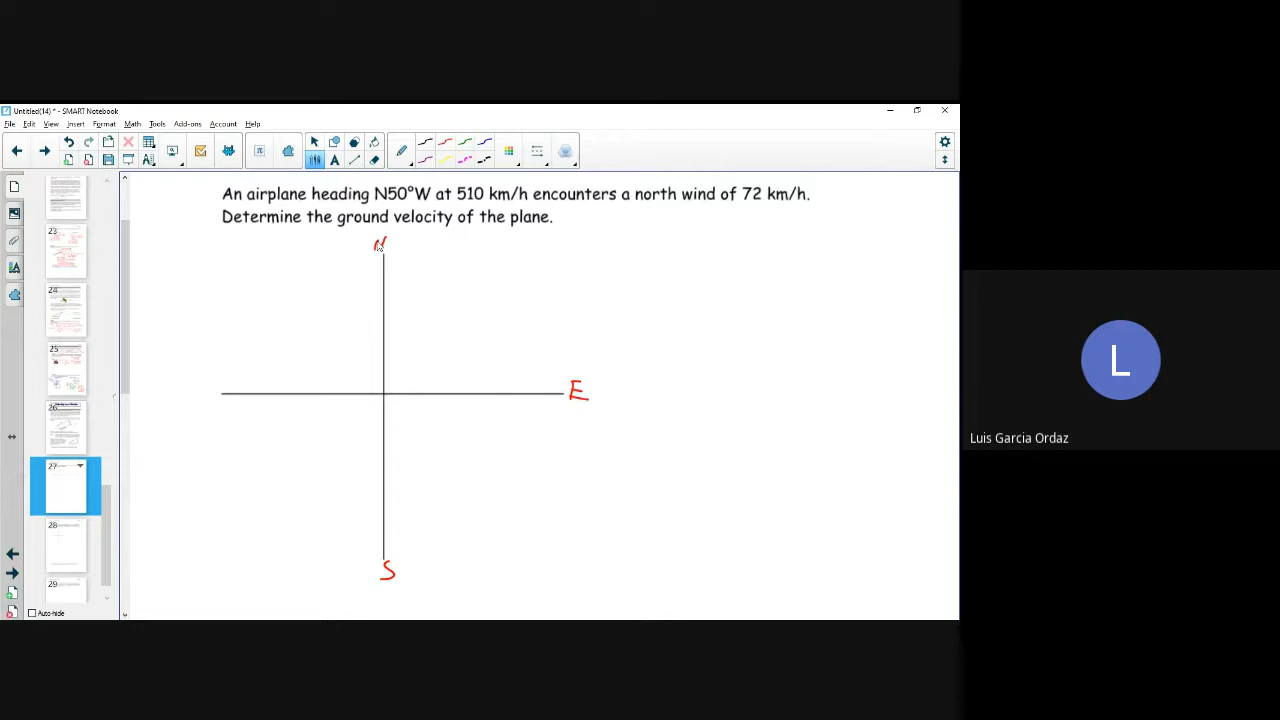 Untitled(14) * - SMART Notebook
File Edit View Insert Format Math Tools Add-ons Account Help
An airplane heading N50°W at 510 km/h encounters a north wind of 72 km/h.
Determine the ground velocity of the plane.
N
E
S
23
24
25
26
27
28
29
Auto-hide
L
Luis Garcia Ordaz